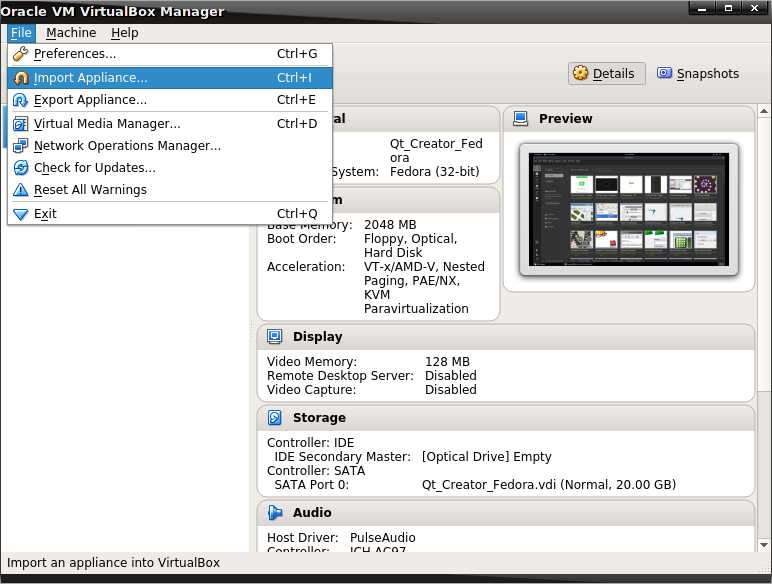 Oracle VM VirtualBox Manager
File Machine Help
Preferences... Ctrl+G
Import Appliance... Ctrl+I
Export Appliance... Ctrl+E
Virtual Media Manager... Ctrl+D
Network Operations Manager...
Check for Updates...
Reset All Warnings
Exit Ctrl+Q
Details Snapshots
al
Qt_Creator_Fed
ora
System: Fedora (32-bit)
Preview
m
Base Memory: 2048 MB
Boot Order: Floppy, Optical,
Hard Disk
Acceleration: VT-x/AMD-V, Nested
Paging, PAE/NX,
KVM
Paravirtualization
Display
Video Memory: 128 MB
Remote Desktop Server: Disabled
Video Capture: Disabled
Storage
Controller: IDE
IDE Secondary Master: [Optical Drive] Empty
Controller: SATA
SATA Port 0: Qt_Creator_Fedora.vdi (Normal, 20.00 GB)
Audio
Host Driver: PulseAudio
Controller: ICH AC97
Import an appliance into VirtualBox